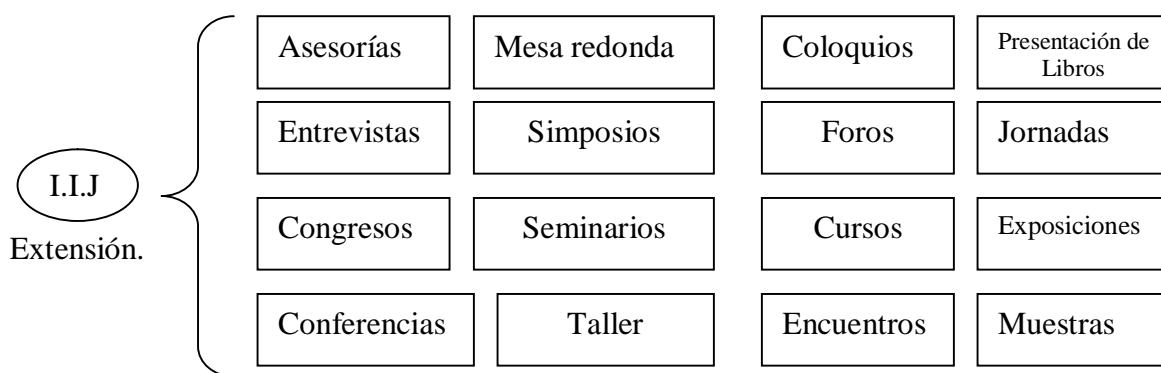 Asesorías
Mesa redonda
Coloquios
Presentación de
Libros
Entrevistas
Simposios
Foros
Jornadas
I.I.J
Extensión.
Congresos
Seminarios
Cursos
Exposiciones
Conferencias
Taller
Encuentros
Muestras